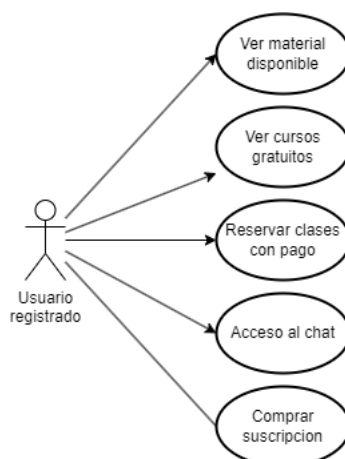 Ver material
disponible
Ver cursos
gratuitos
Reservar clases
con pago
Usuario
registrado
Acceso al chat
Comprar
suscripcion